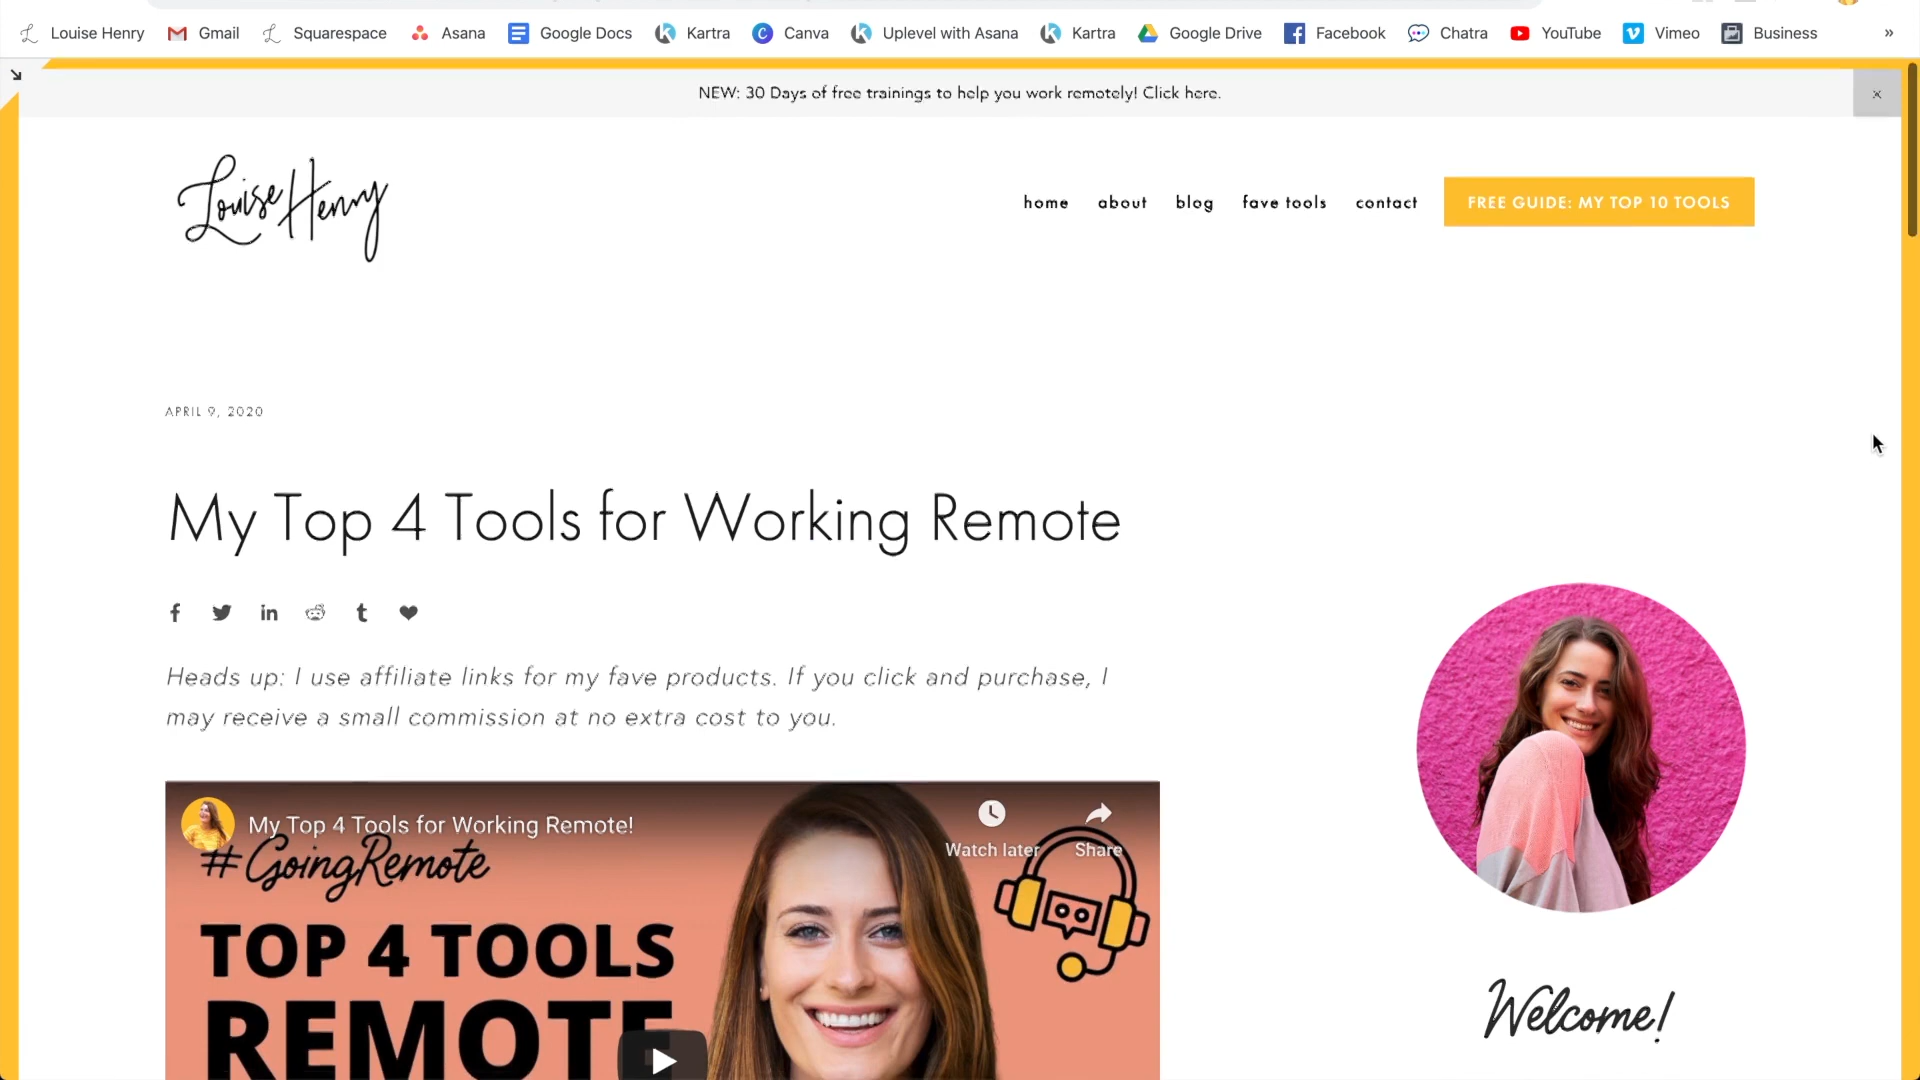 Louise Henry Gmail Squarespace Asana Google Docs Kartra Canva Uplevel with Asana Kartra Google Drive Facebook Chatra YouTube Vimeo Business »
NEW: 30 Days of free trainings to help you work remotely! Click here.
Louise Henry
home about blog fave tools contact FREE GUIDE: MY TOP 10 TOOLS
APRIL 9, 2020
My Top 4 Tools for Working Remote
Heads up: I use affiliate links for my fave products. If you click and purchase, I
may receive a small commission at no extra cost to you.
My Top 4 Tools for Working Remote!
Watch later Share
#GoingRemote
TOP 4 TOOLS
REMOTE
Welcome!